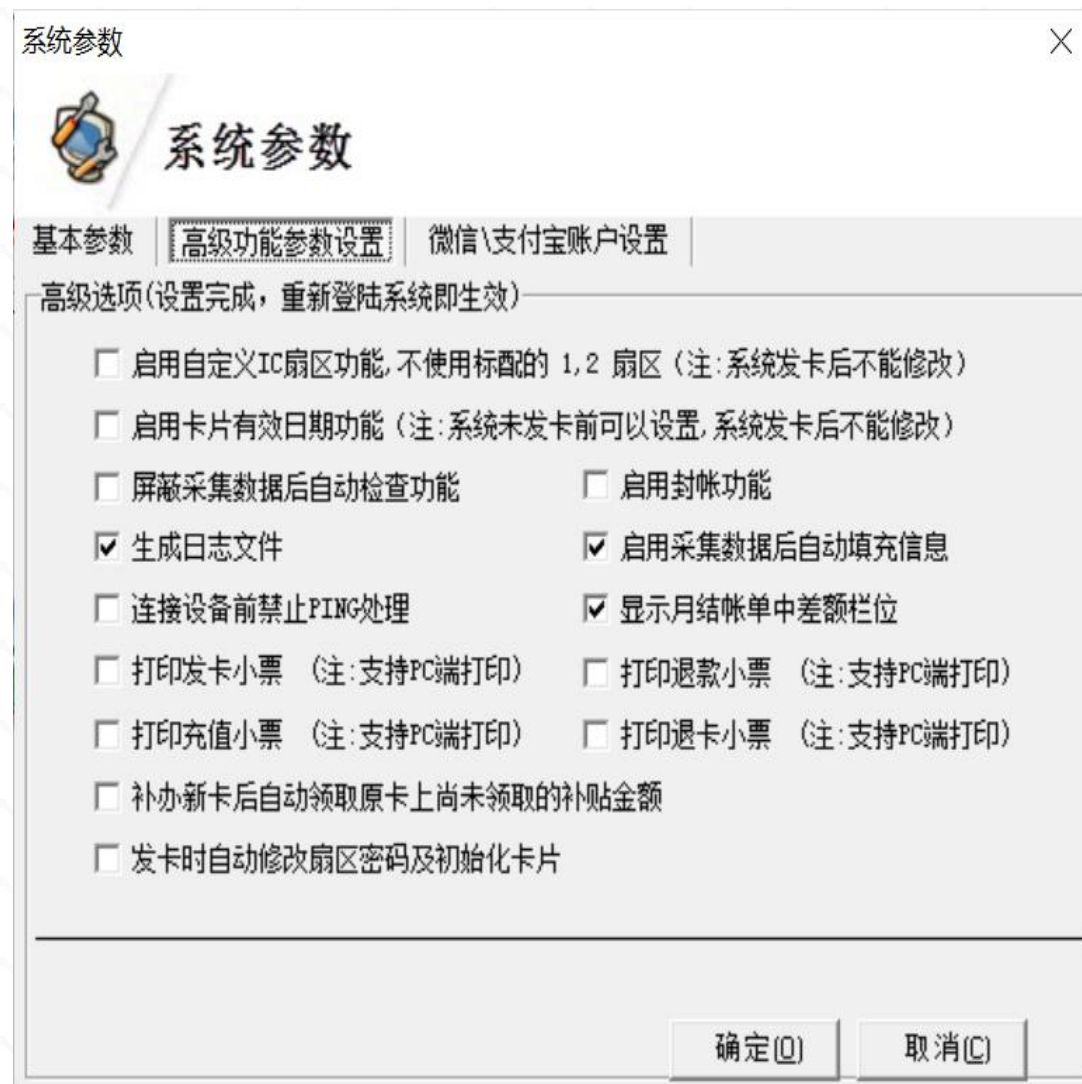 系统参数
系统参数
基本参数 高级功能参数设置 微信\支付宝账户设置
高级选项(设置完成，重新登陆系统即生效)
启用自定义IC扇区功能,不使用标配的 1,2 扇区（注:系统发卡后不能修改）
启用卡片有效日期功能（注:系统未发卡前可以设置,系统发卡后不能修改）
屏蔽采集数据后自动检查功能 启用封帐功能
生成日志文件 启用采集数据后自动填充信息
连接设备前禁止PING处理 显示月结帐单中差额栏位
打印发卡小票 （注:支持PC端打印） 打印退款小票 （注:支持PC端打印）
打印充值小票 （注:支持PC端打印） 打印退卡小票 （注:支持PC端打印）
补办新卡后自动领取原卡上尚未领取的补贴金额
发卡时自动修改扇区密码及初始化卡片
确定(O) 取消(C)